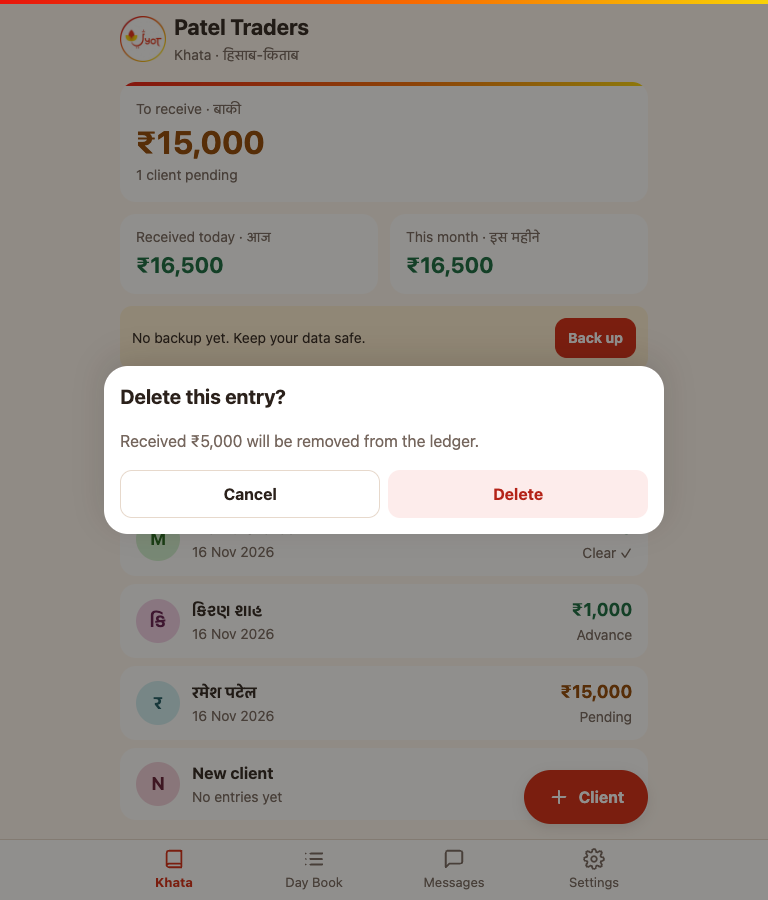 Jyot
Patel Traders
Khata · हिसाब-किताब
To receive · बाकी
₹15,000
1 client pending
Received today · आज
₹16,500
This month · इस महीने
₹16,500
No backup yet. Keep your data safe.
Back up
Delete this entry?
Received ₹5,000 will be removed from the ledger.
Cancel
Delete
M
16 Nov 2026
Clear ✓
કિ
કિરણ શાહ
₹1,000
16 Nov 2026
Advance
र
रमेश पटेल
₹15,000
16 Nov 2026
Pending
N
New client
No entries yet
+ Client
Khata
Day Book
Messages
Settings